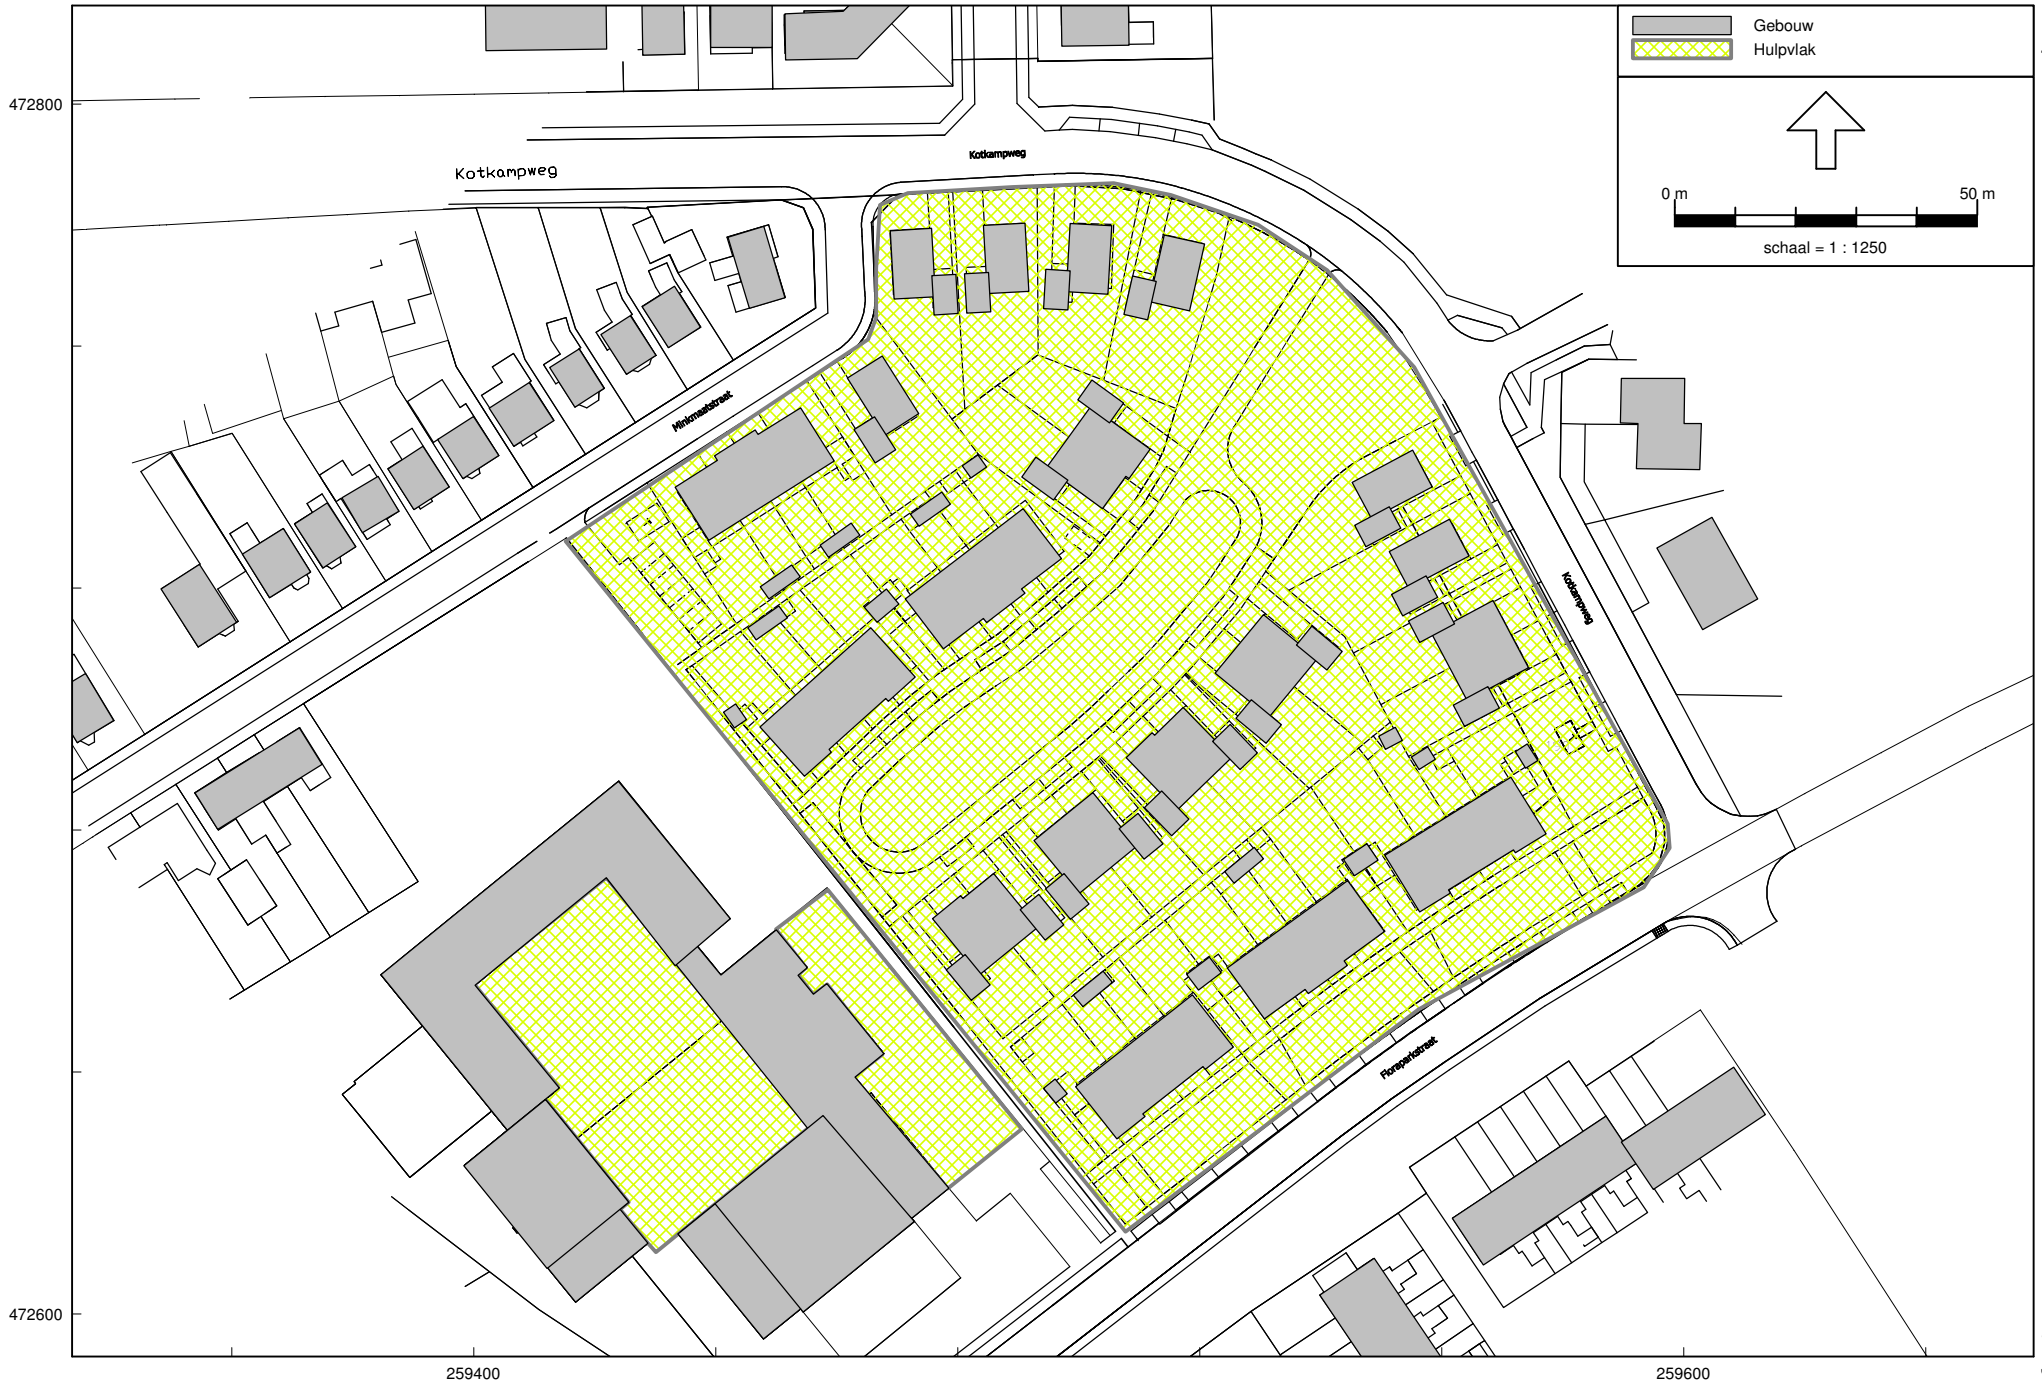 Gebouw
Hulpvlak
472800
Kotkampweg
Kotkampweg
0 m 50 m
schaal = 1 : 1250
Minkmaatstraat
Kotkampweg
Floraparkstraat
472600
259400 259600